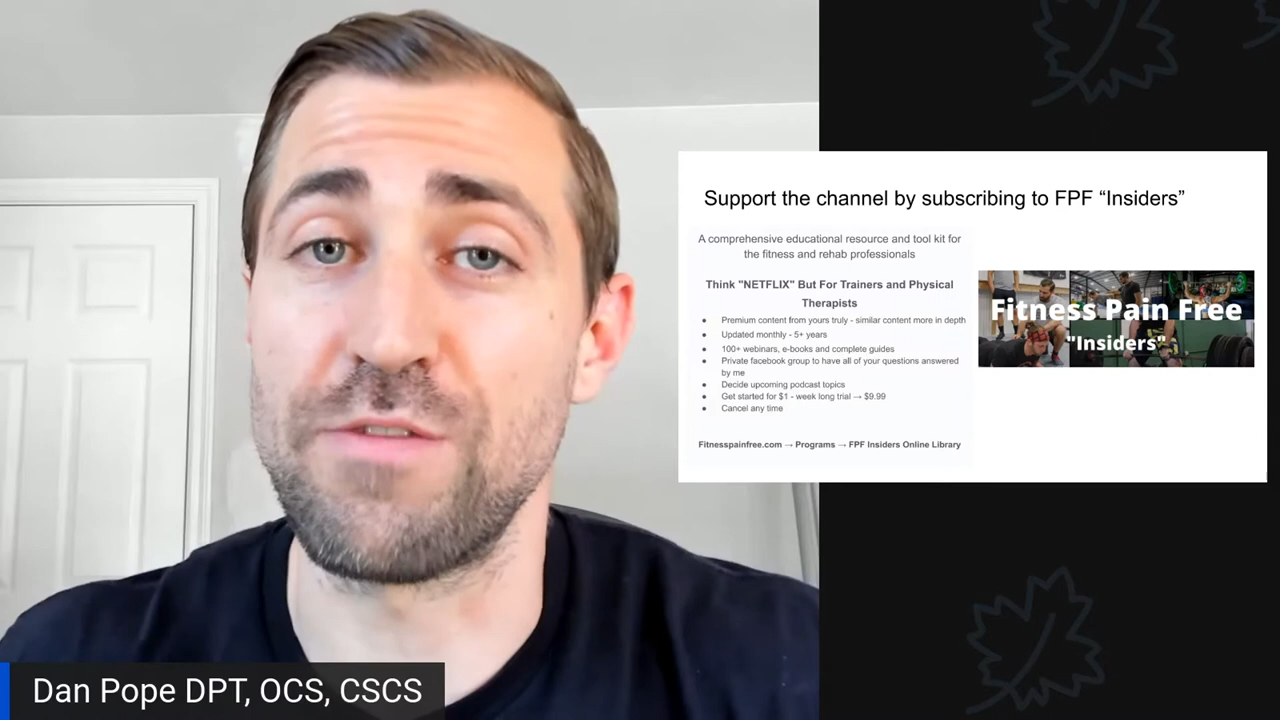 Support the channel by subscribing to FPF “Insiders”
A comprehensive educational resource and tool kit for
the fitness and rehab professionals
Think "NETFLIX" But For Trainers and Physical
Therapists
● Premium content from yours truly - similar content more in depth
● Updated monthly - 5+ years
● 100+ webinars, e-books and complete guides
● Private facebook group to have all of your questions answered
by me
● Decide upcoming podcast topics
● Get started for $1 - week long trial → $9.99
● Cancel any time
Fitnesspainfree.com → Programs → FPF Insiders Online Library
Fitness Pain Free
"Insiders"
Dan Pope DPT, OCS, CSCS